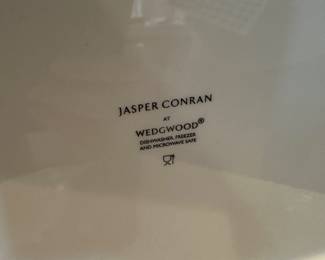 JASPER CONRAN
AT
WEDGWOOD®
DISHWASHER, FREEZER
AND MICROWAVE SAFE